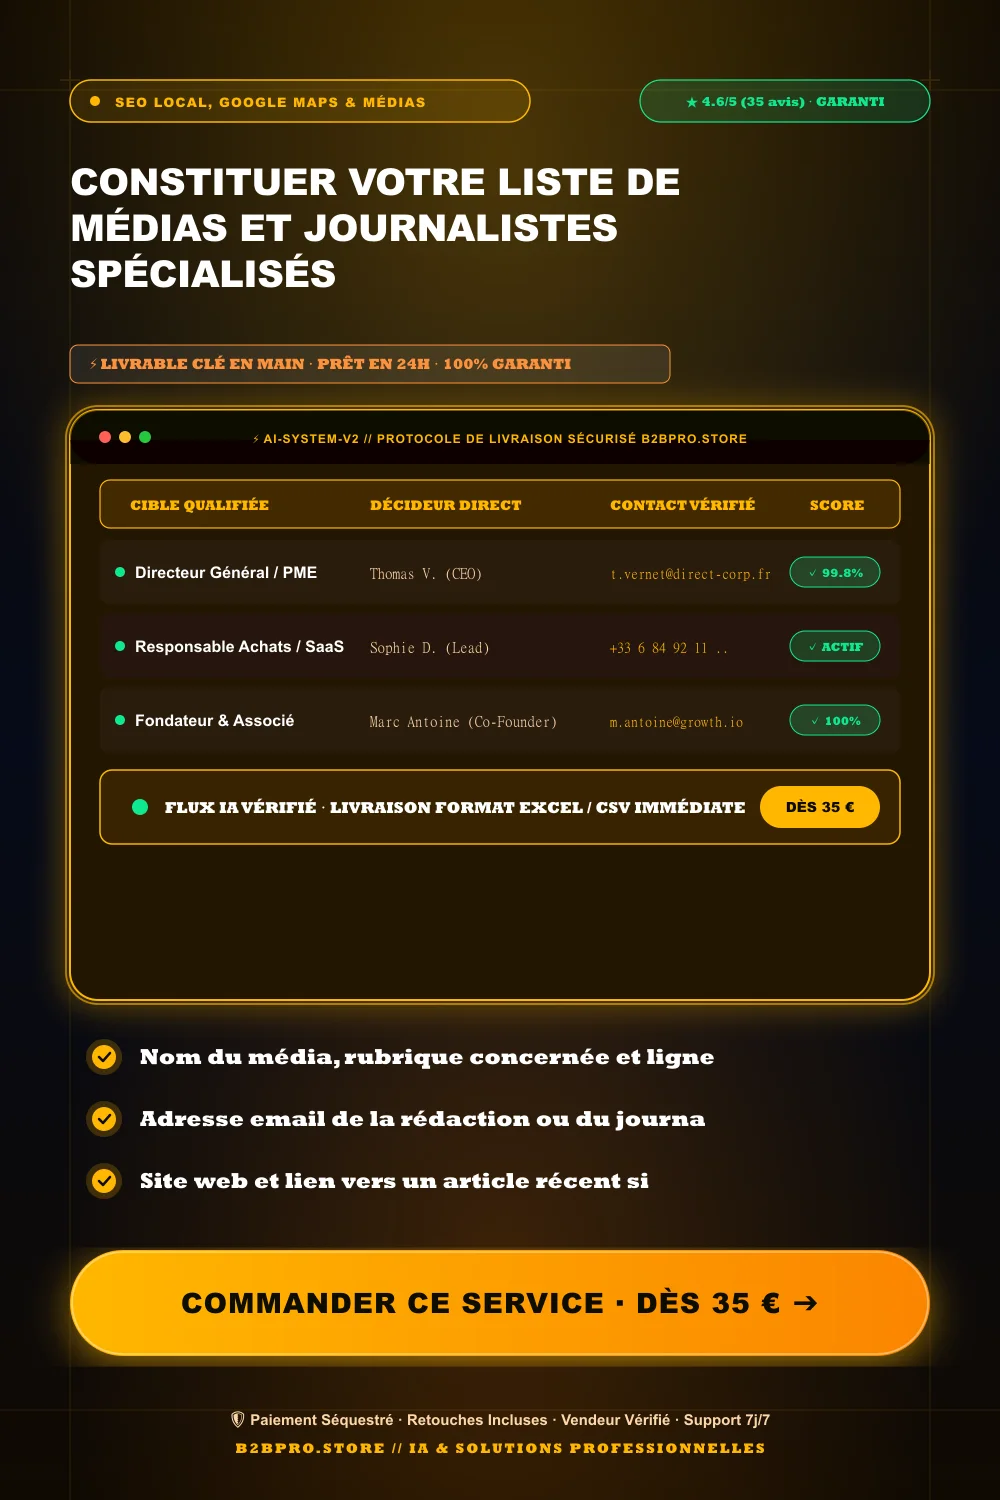 SEO LOCAL, GOOGLE MAPS & MÉDIAS
★ 4.6/5 (35 avis) · GARANTI
CONSTITUER VOTRE LISTE DE
MÉDIAS ET JOURNALISTES
SPÉCIALISÉS
⚡ LIVRABLE CLÉ EN MAIN · PRÊT EN 24H · 100% GARANTI
⚡ AI-SYSTEM-V2 // PROTOCOLE DE LIVRAISON SÉCURISÉ B2BPRO.STORE
CIBLE QUALIFIÉE DÉCIDEUR DIRECT CONTACT VÉRIFIÉ SCORE
Directeur Général / PME Thomas V. (CEO) t.vernet@direct-corp.fr ✓ 99.8%
Responsable Achats / SaaS Sophie D. (Lead) +33 6 84 92 11 .. ✓ ACTIF
Fondateur & Associé Marc Antoine (Co-Founder) m.antoine@growth.io ✓ 100%
FLUX IA VÉRIFIÉ · LIVRAISON FORMAT EXCEL / CSV IMMÉDIATE DÈS 35 €
Nom du média, rubrique concernée et ligne
Adresse email de la rédaction ou du journa
Site web et lien vers un article récent si
COMMANDER CE SERVICE · DÈS 35 € →
🛡 Paiement Séquestré · Retouches Incluses · Vendeur Vérifié · Support 7j/7
B2BPRO.STORE // IA & SOLUTIONS PROFESSIONNELLES